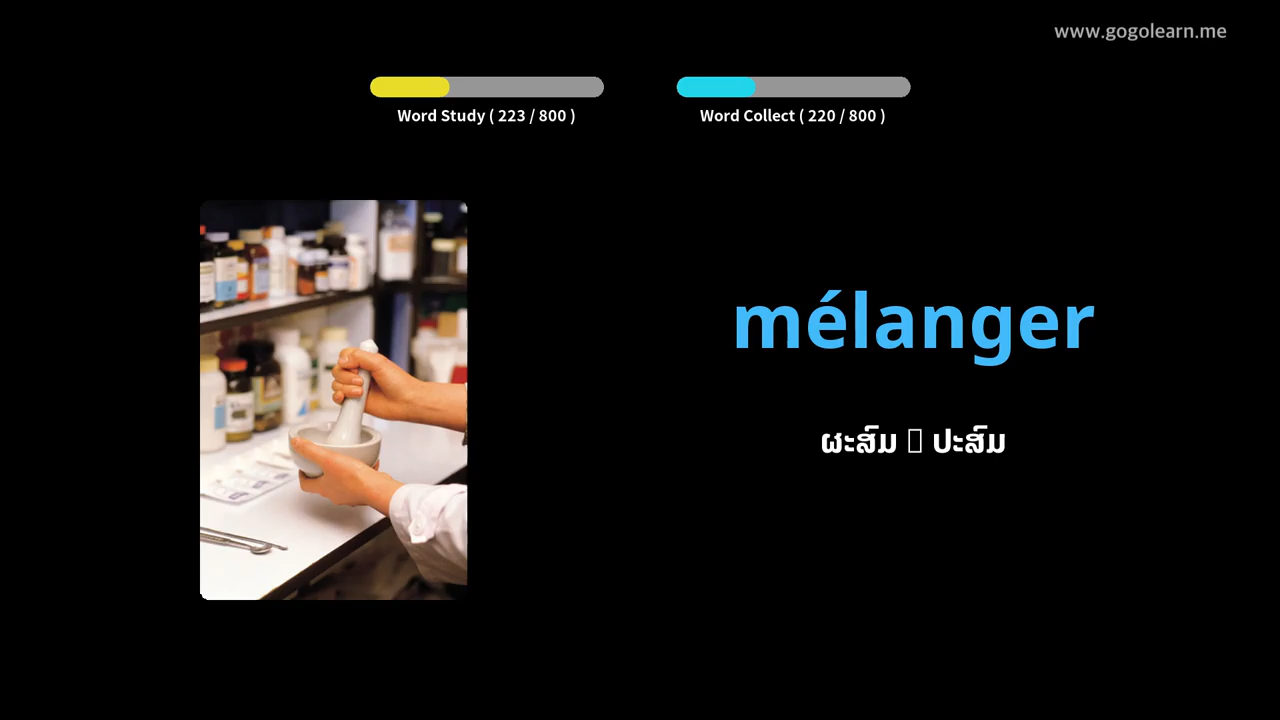 www.gogolearn.me
Word Study ( 223 / 800 )
Word Collect ( 220 / 800 )
mélanger
ຜະສົມ ປະສົມ